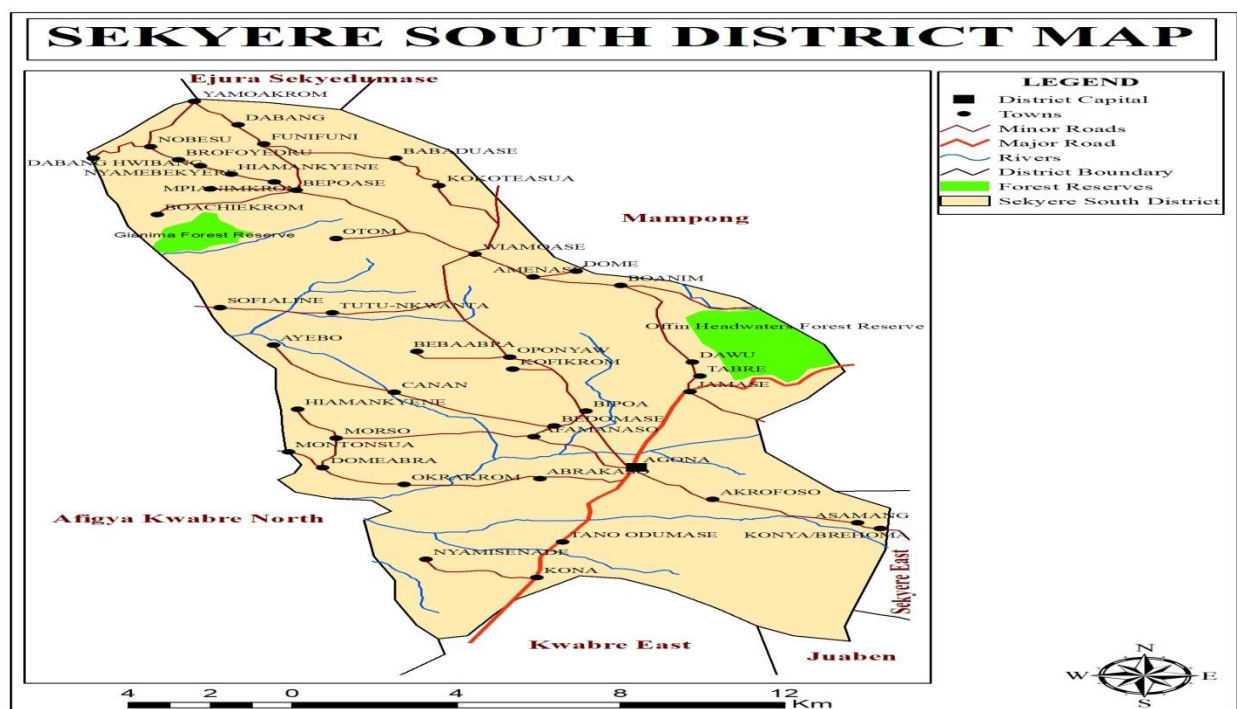 SEKYERE SOUTH DISTRICT MAP
Ejura Sekyedumase
YAMOAKROM
DABANG
NOBESU
FUNIFUNI
BROFOYEDRU
BABADUASE
DABANG HWIBANG
HIAMANKYENE
NYAMEBEKYERE
KOKOTEASUA
MPIANIMKROM
BEPOASE
BOACHIEKROM
Mampong
Gianima Forest Reserve
OTOM
WIAMOASE
DOME
AMENASE
BOANIM
SOFIALINE
TUTU-NKWANTA
Offin Headwaters Forest Reserve
AYEBO
BEBAABRA
OPONYAW
DAWU
KOFIKROM
TABRE
CANAN
JAMASE
HIAMANKYENE
BIPOA
BEDOMASE
MORSO
AFAMANASO
MONTONSUA
DOMEABRA
AGONA
OKRAKROM
ABRAKASO
AKROFOSO
Afigya Kwabre North
ASAMANG
TANO ODUMASE
KONYA/BREHOMA
NYAMISENADE
KONA
Sekyere East
Kwabre East
Juaben
LEGEND
District Capital
Towns
Minor Roads
Major Road
Rivers
District Boundary
Forest Reserves
Sekyere South District
N
W E
S
4 2 0 4 8 12
Km